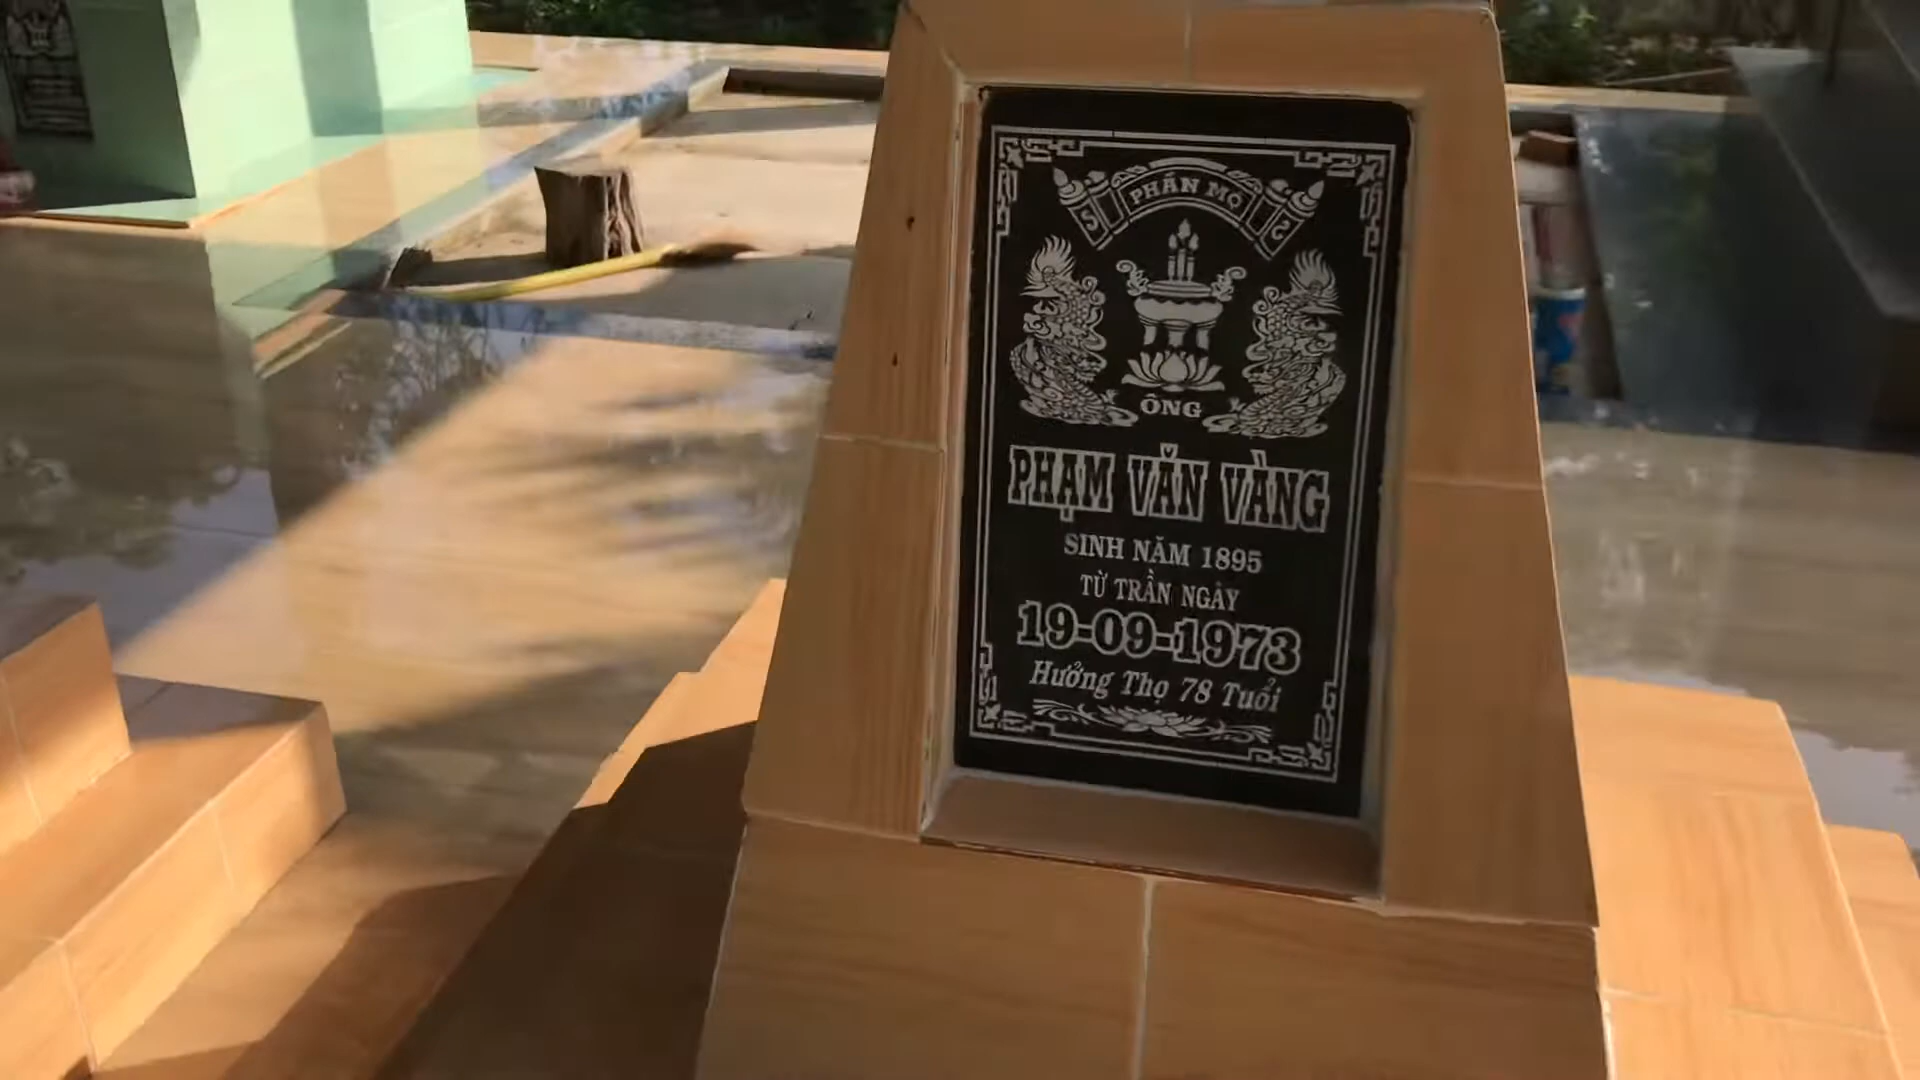 PHẦN MỘ
ÔNG
PHẠM VĂN VÀNG
SINH NĂM 1895
TỪ TRẦN NGÀY
19-09-1973
Hưởng Thọ 78 Tuổi